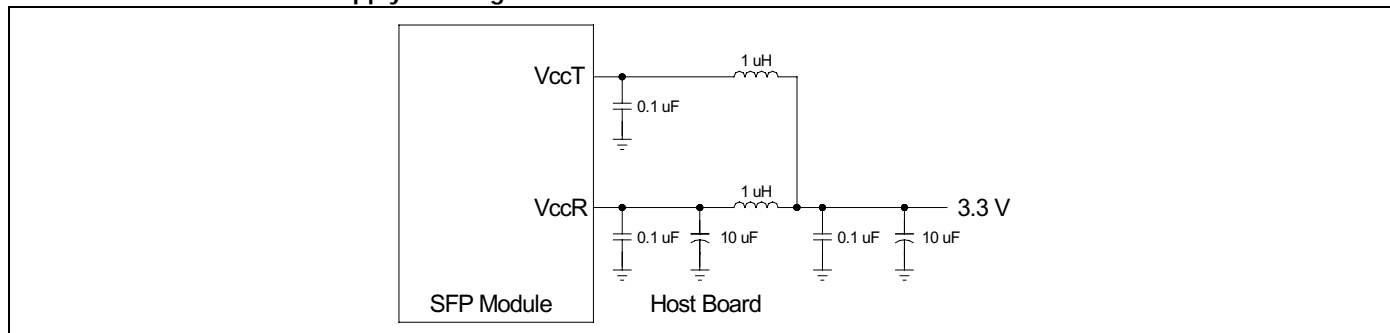 1 uH
VccT
0.1 uF
1 uH
VccR
3.3 V
0.1 uF
10 uF
0.1 uF
10 uF
SFP Module
Host Board